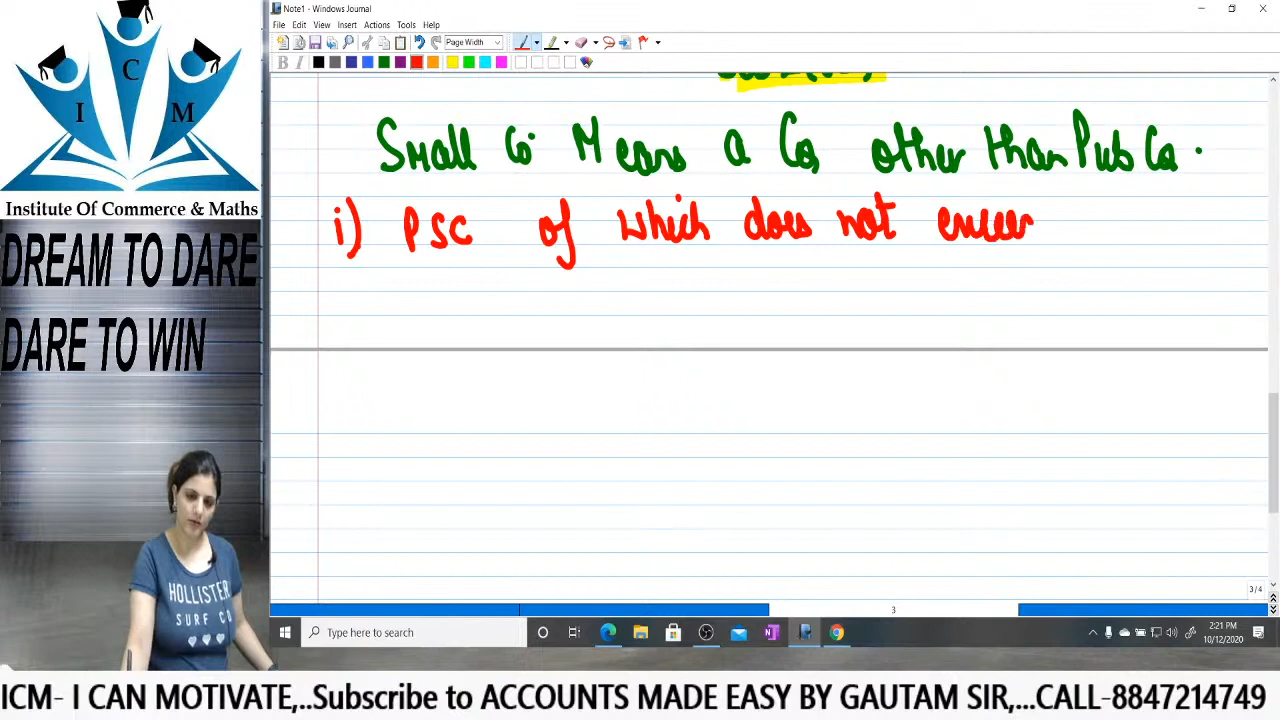 Note1 - Windows Journal
File Edit View Insert Actions Tools Help
Page Width
B I
Small Co Means a Co, other than Pub Co.
i) PSC of which does not exceed
I C M
Institute Of Commerce & Maths
DREAM TO DARE
DARE TO WIN
HOLLISTER
SURF CO
3/4
3
Type here to search
2:21 PM
10/12/2020
ICM- I CAN MOTIVATE,..Subscribe to ACCOUNTS MADE EASY BY GAUTAM SIR,...CALL-8847214749